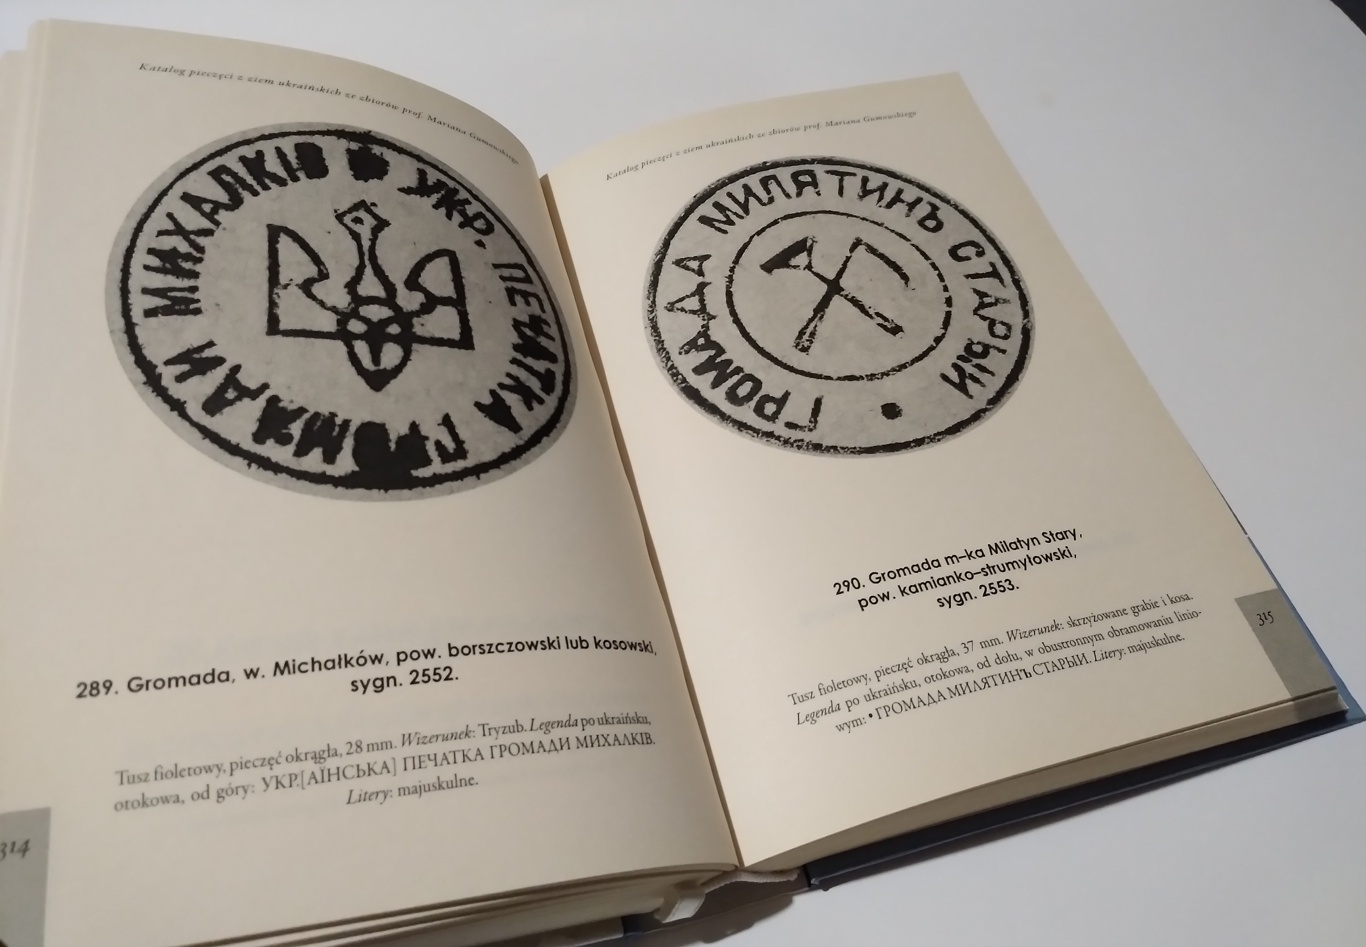 Katalog pieczęci z ziem ukraińskich ze zbiorów prof. Mariana Gumowskiego
УКР. ПЕЧАТКА ГРОМАДИ МИХАЛКІВ
289. Gromada, w. Michałków, pow. borszczowski lub kosowski,
sygn. 2552.
Tusz fioletowy, pieczęć okrągła, 28 mm. Wizerunek: Tryzub. Legenda po ukraińsku,
otokowa, od góry: УКР.[АЇНСЬКА] ПЕЧАТКА ГРОМАДИ МИХАЛКІВ.
Litery: majuskulne.
314
Katalog pieczęci z ziem ukraińskich ze zbiorów prof. Mariana Gumowskiego
ГРОМАДА МИЛЯТИНЪ СТАРЫИ
290. Gromada m-ka Milatyn Stary,
pow. kamianko-strumyłowski,
sygn. 2553.
Tusz fioletowy, pieczęć okrągła, 37 mm. Wizerunek: skrzyżowane grabie i kosa.
Legenda po ukraińsku, otokowa, od dołu, w obustronnym obramowaniu linio-
wym: • ГРОМАДА МИЛЯТИНЪ СТАРЫИ. Litery: majuskulne.
315